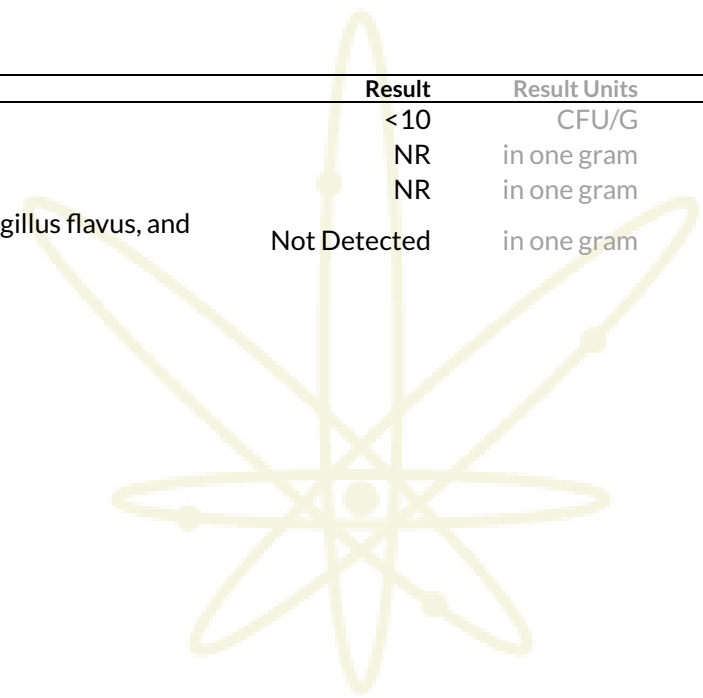 Result Result Units
<10 CFU/G
NR in one gram
NR in one gram
gillus flavus, and
Not Detected in one gram